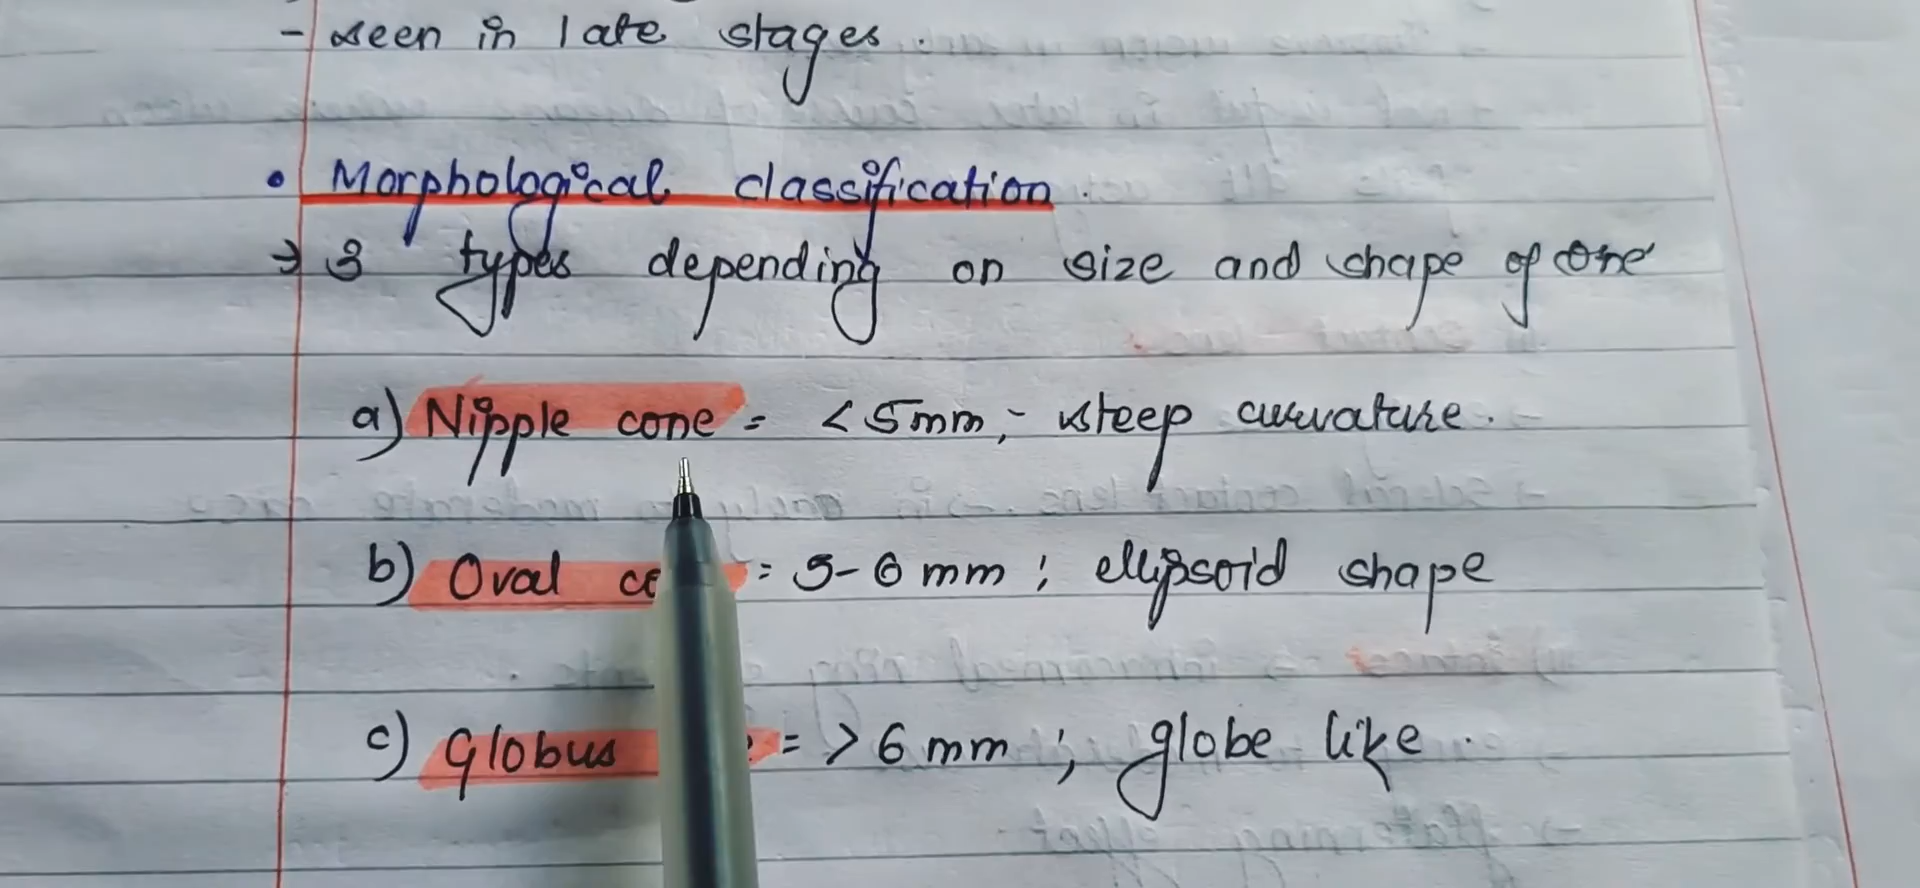 - seen in late stages.
• Morphological classification.
→ 3 types depending on size and shape of cone
a) Nipple cone = < 5mm; - steep curvature.
b) Oval co = 5-6 mm ; ellipsoid shape
c) Globus = > 6 mm ; globe like.